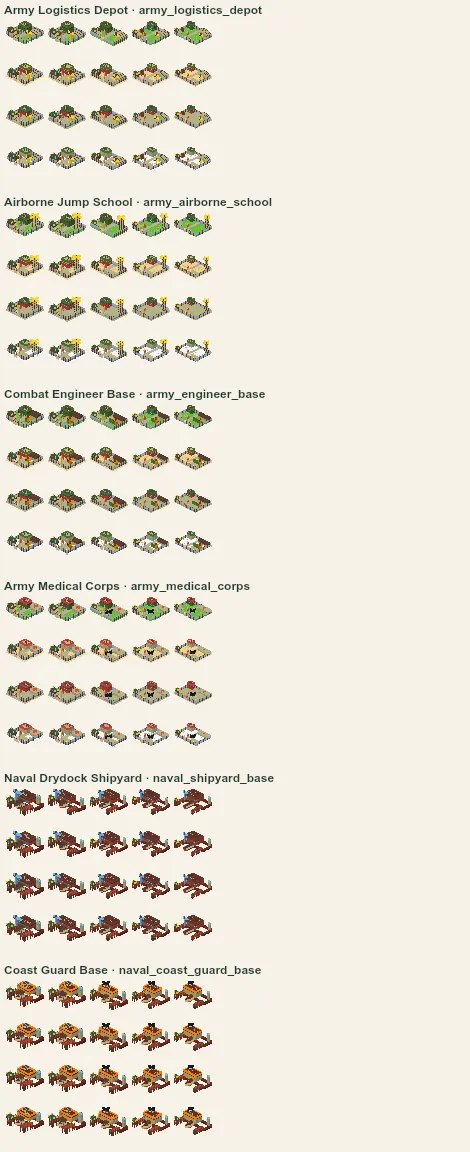 Army Logistics Depot · army_logistics_depot
Airborne Jump School · army_airborne_school
Combat Engineer Base · army_engineer_base
Army Medical Corps · army_medical_corps
Naval Drydock Shipyard · naval_shipyard_base
Coast Guard Base · naval_coast_guard_base